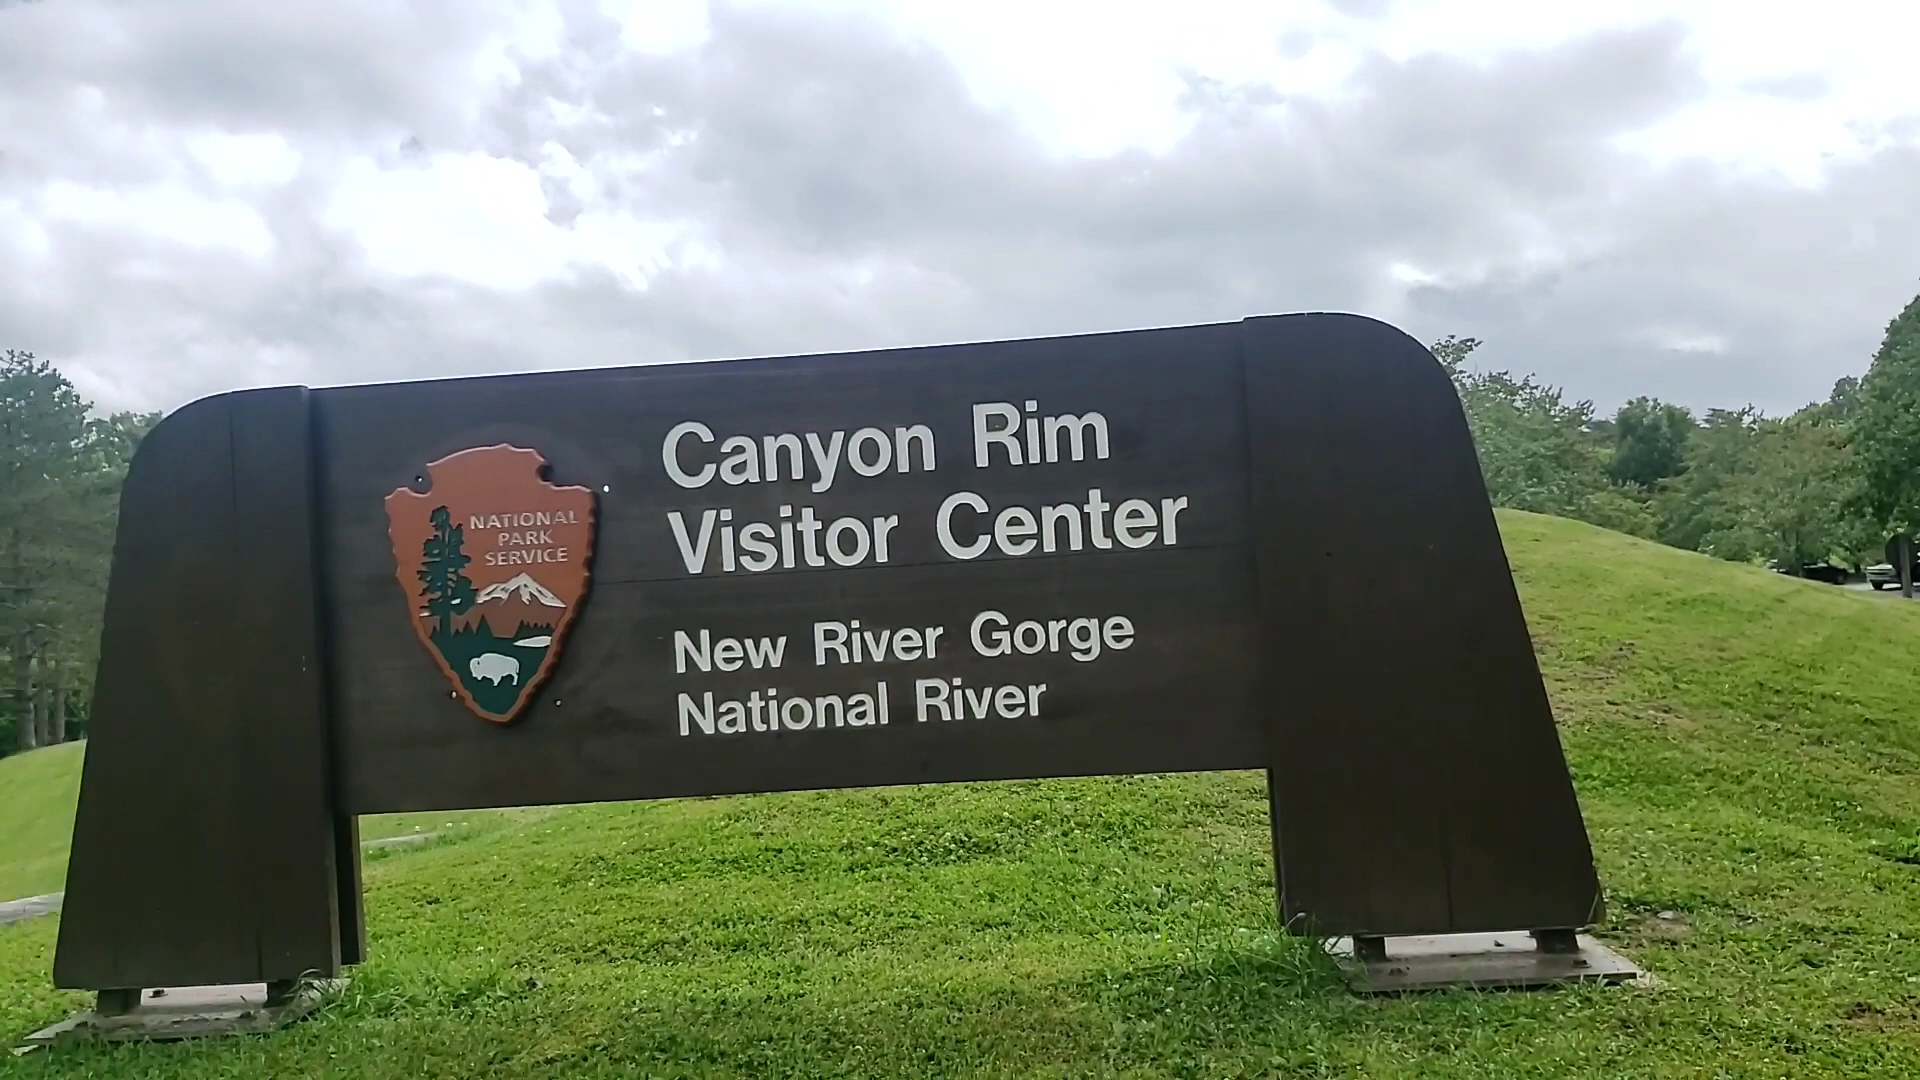 NATIONAL
PARK
SERVICE
Canyon Rim
Visitor Center
New River Gorge
National River